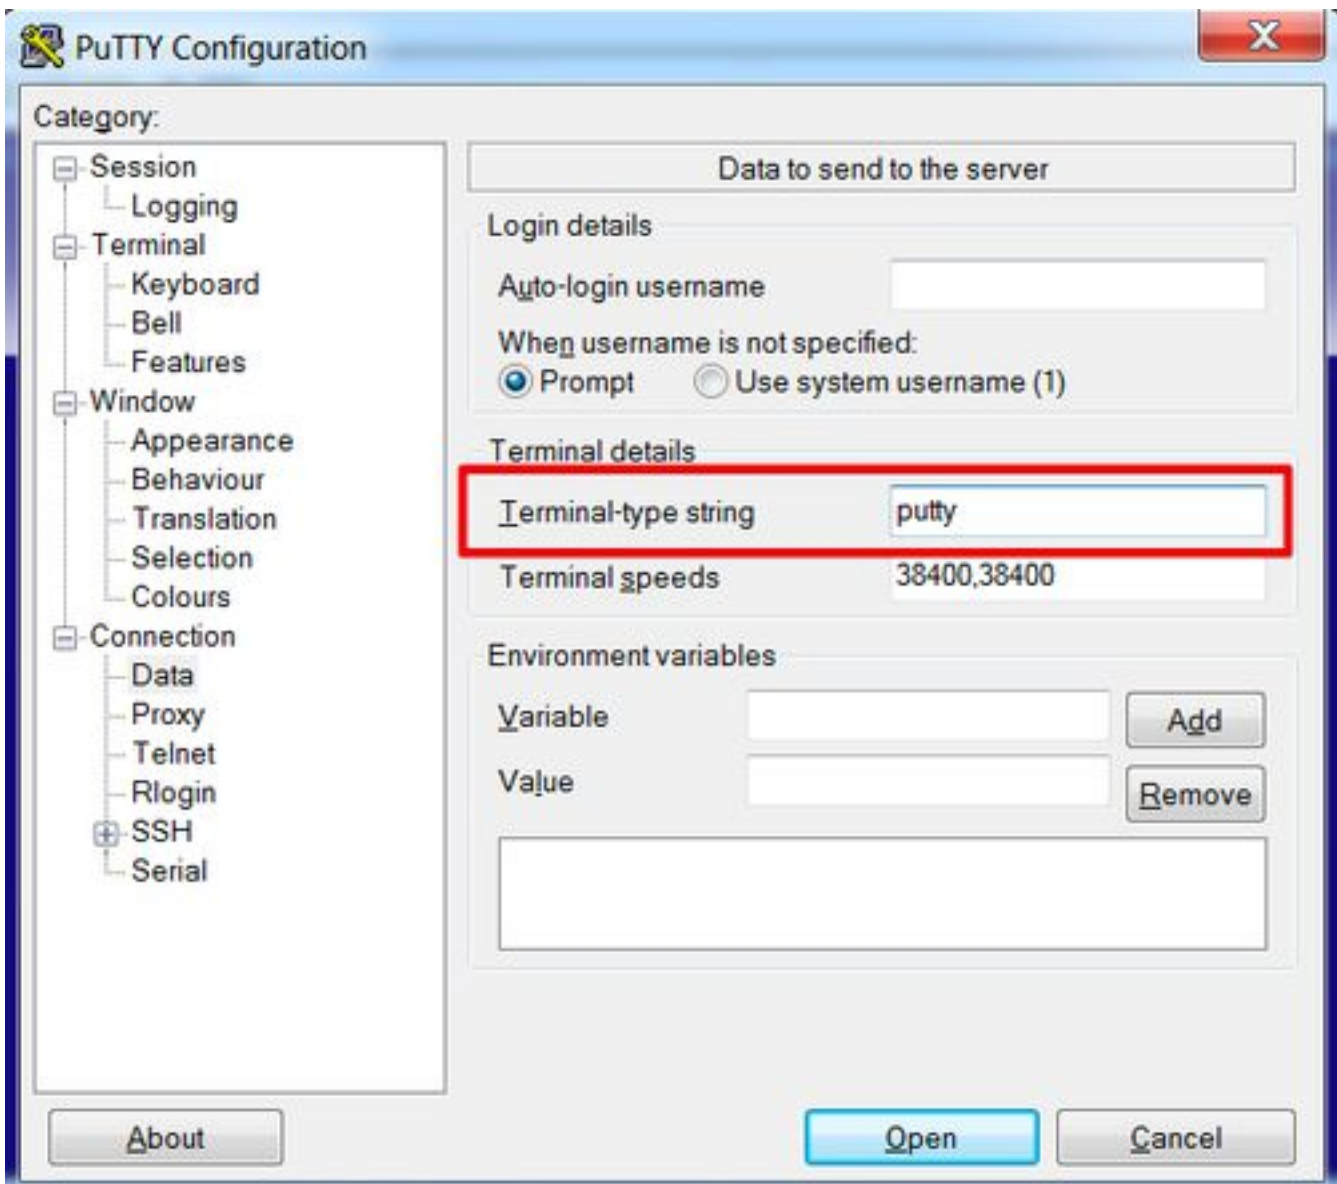 PuTTY Configuration
Category:
Session
Logging
Terminal
Keyboard
Bell
Features
Window
Appearance
Behaviour
Translation
Selection
Colours
Connection
Data
Proxy
Telnet
Rlogin
SSH
Serial
Data to send to the server
Login details
Auto-login username
When username is not specified:
Prompt Use system username (1)
Terminal details
Terminal-type string putty
Terminal speeds 38400,38400
Environment variables
Variable Add
Value Remove
About Open Cancel